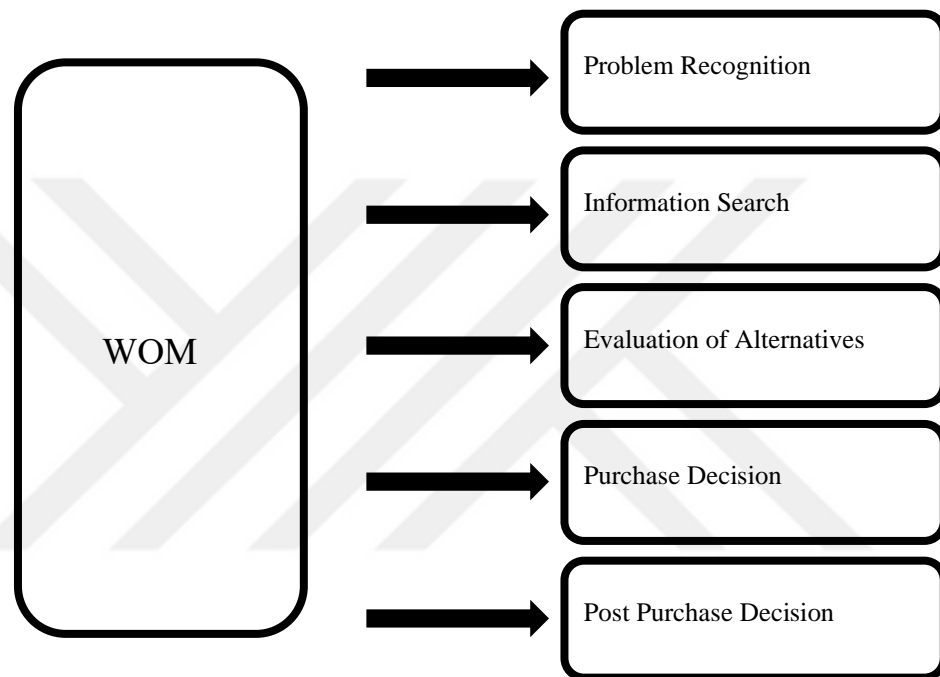 WOM
Problem Recognition
Information Search
Evaluation of Alternatives
Purchase Decision
Post Purchase Decision